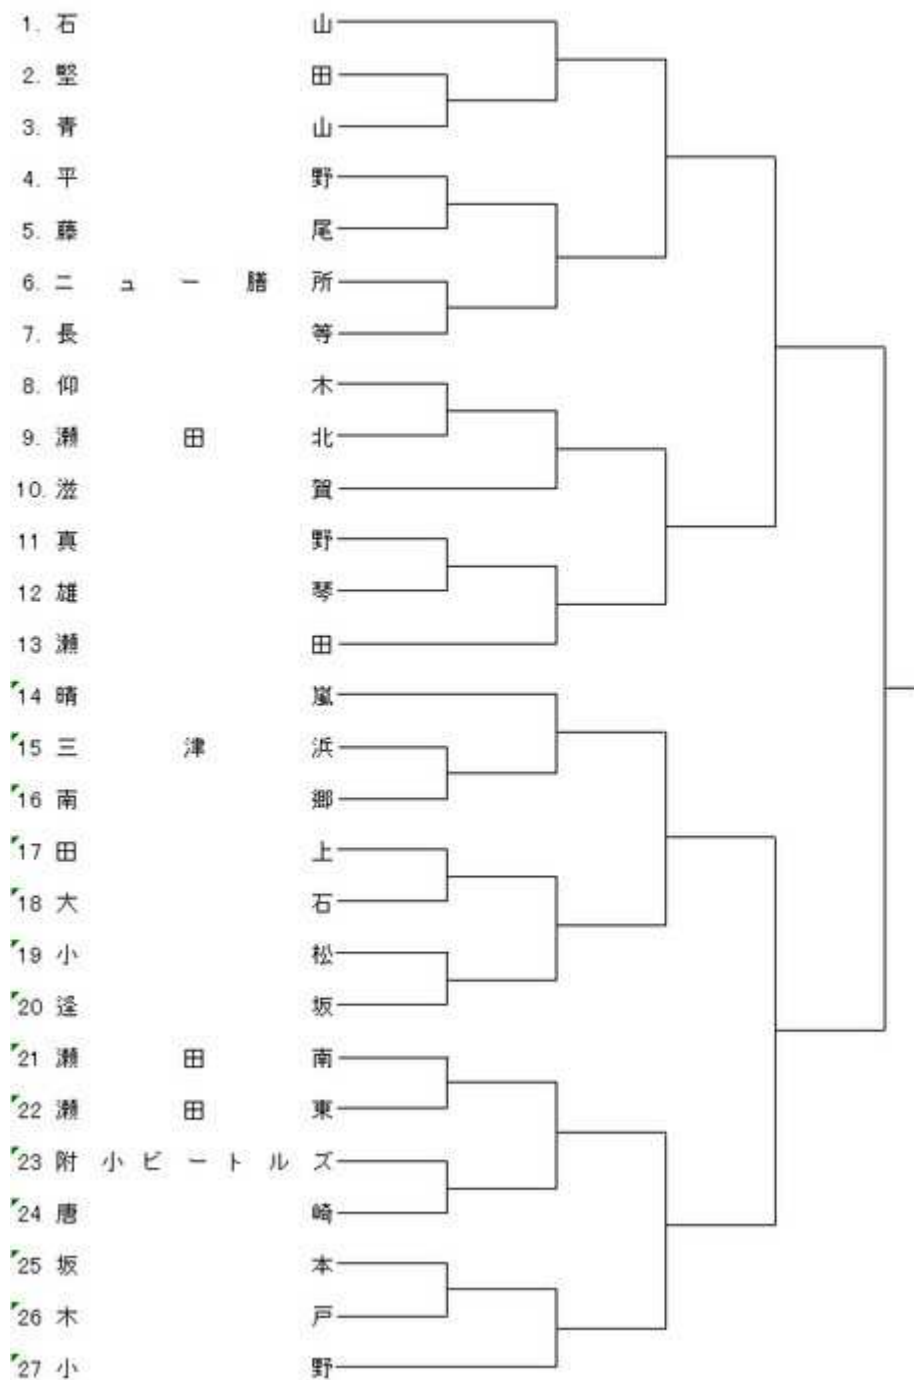 1. 石山
2. 堅田
3. 青山
4. 平野
5. 藤尾
6. ニュー膳所
7. 長等
8. 仰木
9. 瀬田北
10. 滋賀
11 真野
12 雄琴
13 瀬田
14 晴嵐
15 三津浜
16 南郷
17 田上
18 大石
19 小松
20 逢坂
21 瀬田南
22 瀬田東
23 附小ビートルズ
24 唐崎
25 坂本
26 木戸
27 小野